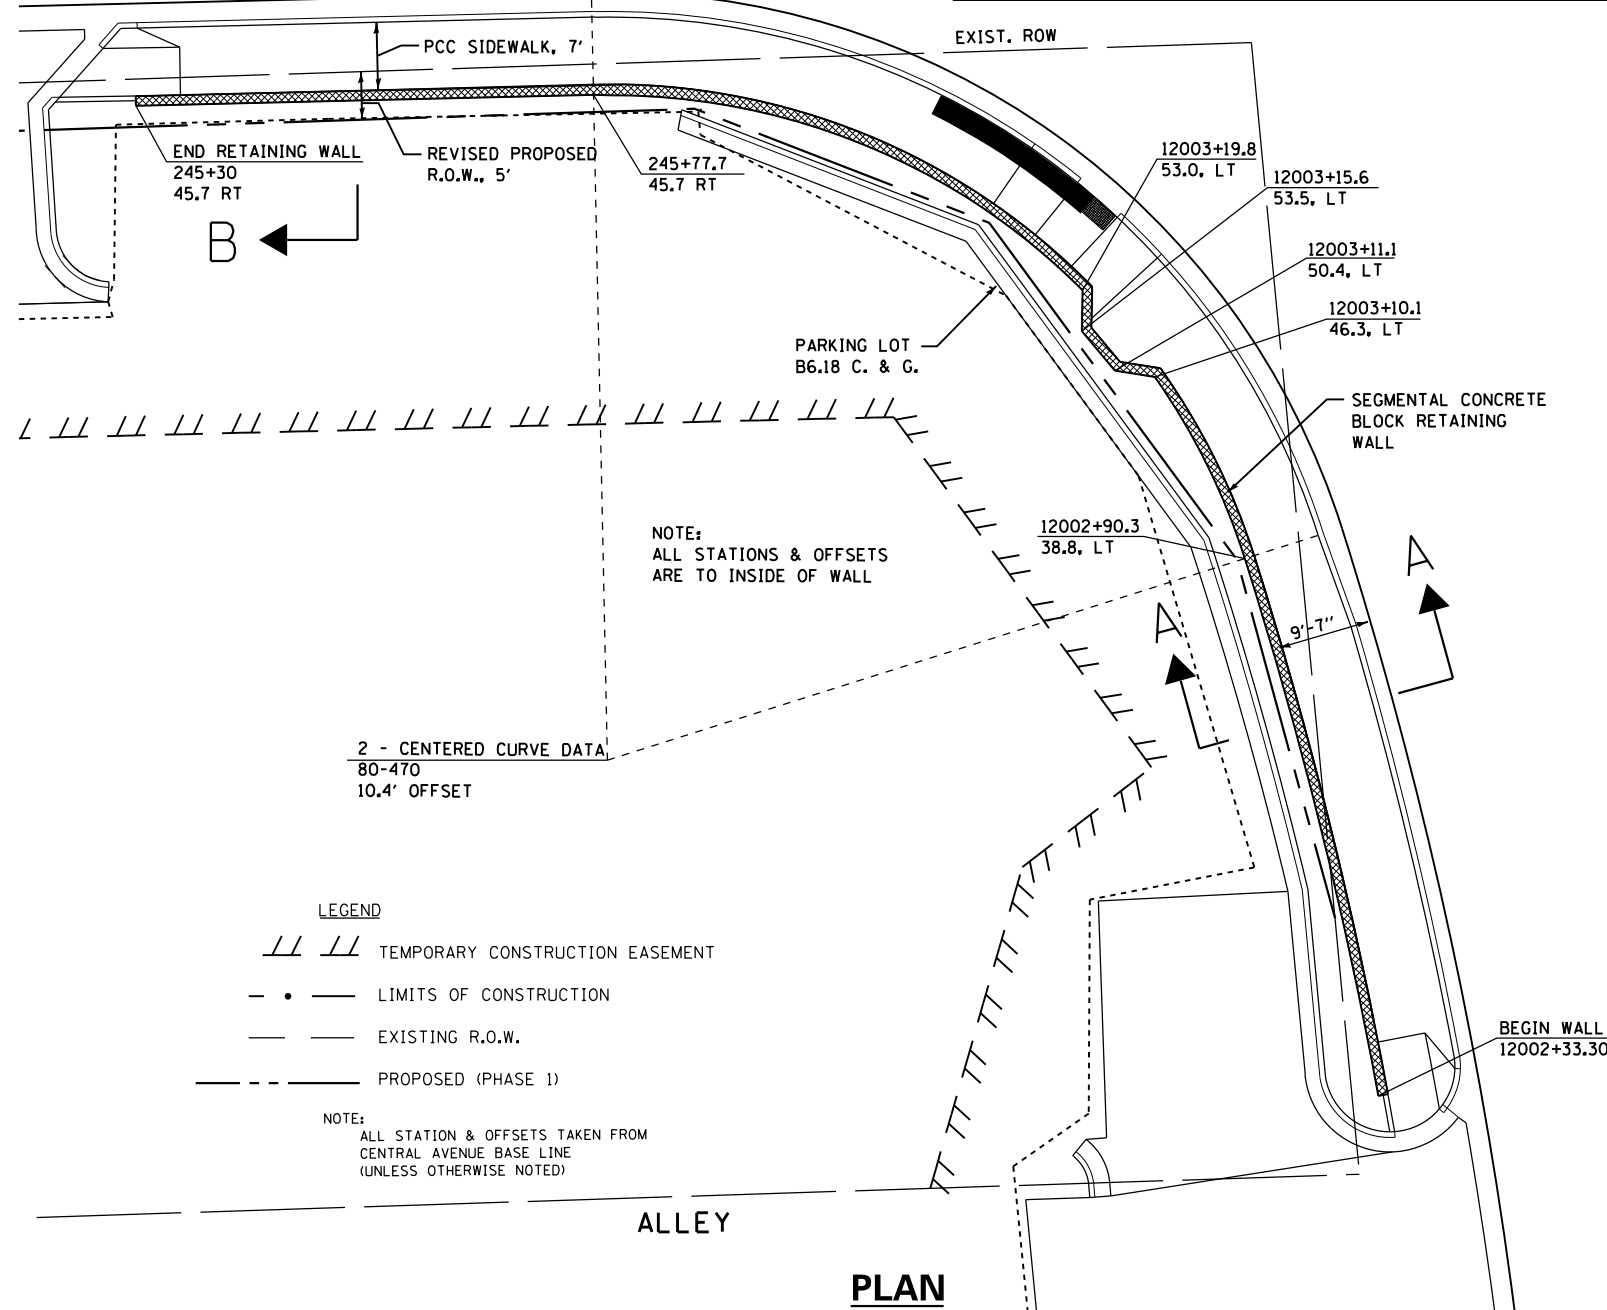 EXIST. ROW
PCC SIDEWALK, 7'
END RETAINING WALL
245+30
45.7 RT
REVISED PROPOSED
R.O.W., 5'
245+77.7
45.7 RT
12003+19.8
53.0, LT
12003+15.6
53.5, LT
12003+11.1
50.4, LT
12003+10.1
46.3, LT
B
PARKING LOT
B6.18 C. & G.
SEGMENTAL CONCRETE
BLOCK RETAINING
WALL
NOTE:
ALL STATIONS & OFFSETS
ARE TO INSIDE OF WALL
12002+90.3
38.8, LT
A
A
9'-7"
2 - CENTERED CURVE DATA
80-470
10.4' OFFSET
LEGEND
TEMPORARY CONSTRUCTION EASEMENT
LIMITS OF CONSTRUCTION
EXISTING R.O.W.
PROPOSED (PHASE 1)
NOTE:
ALL STATION & OFFSETS TAKEN FROM
CENTRAL AVENUE BASE LINE
(UNLESS OTHERWISE NOTED)
BEGIN WALL
12002+33.30
ALLEY
PLAN